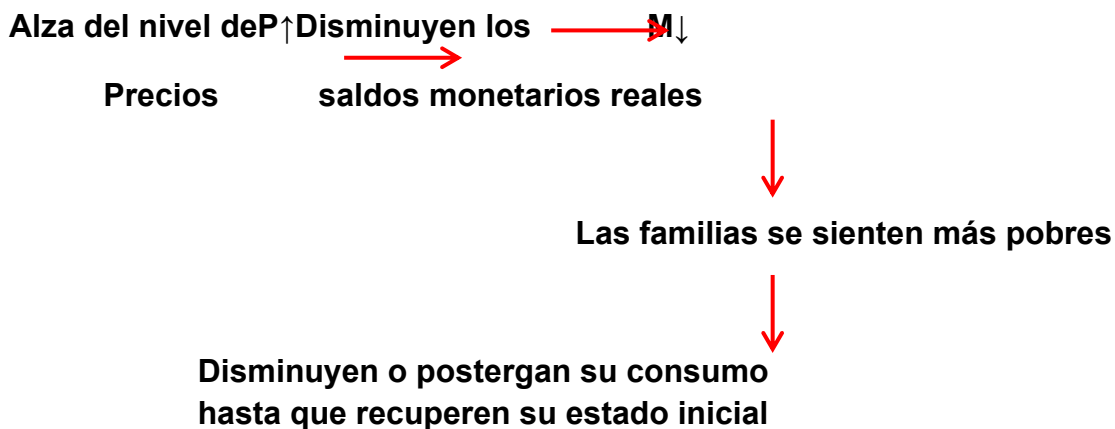 Alza del nivel deP↑Disminuyen los M↓
Precios saldos monetarios reales
Las familias se sienten más pobres
Disminuyen o postergan su consumo
hasta que recuperen su estado inicial